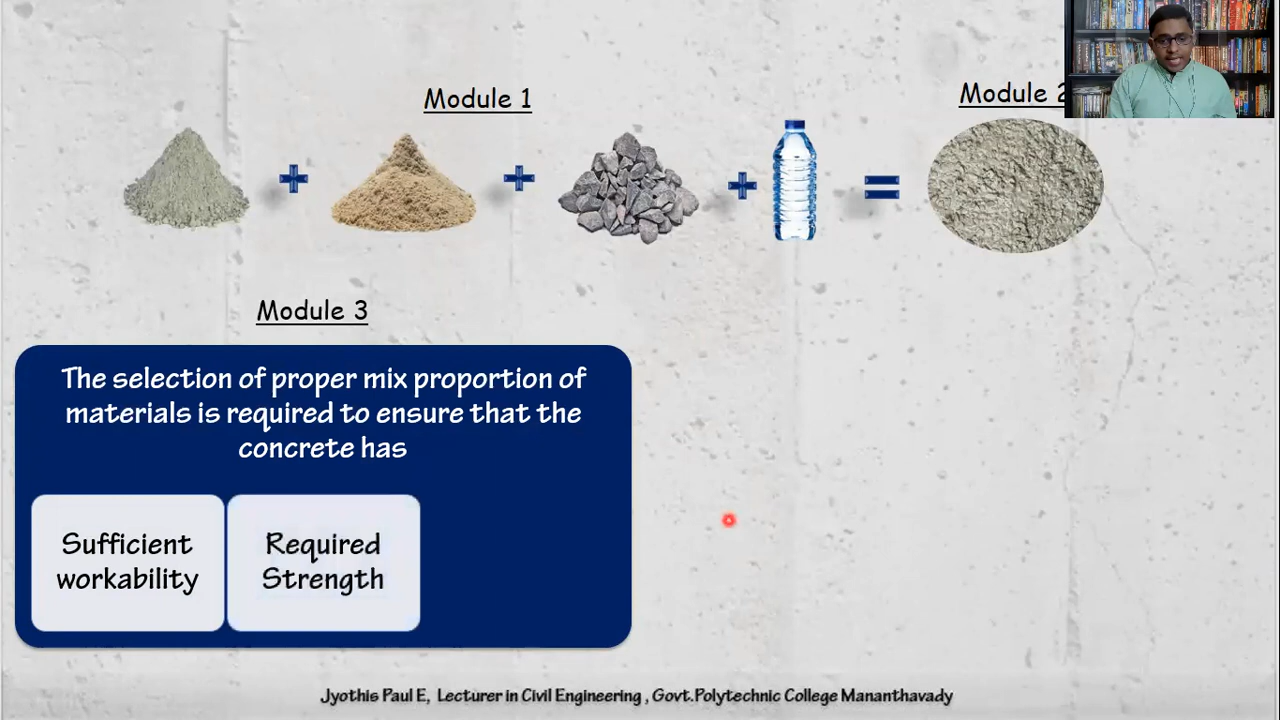 Module 1
Module 2
Module 3
The selection of proper mix proportion of
materials is required to ensure that the
concrete has
Sufficient
workability
Required
Strength
Jyothis Paul E, Lecturer in Civil Engineering , Govt.Polytechnic College Mananthavady